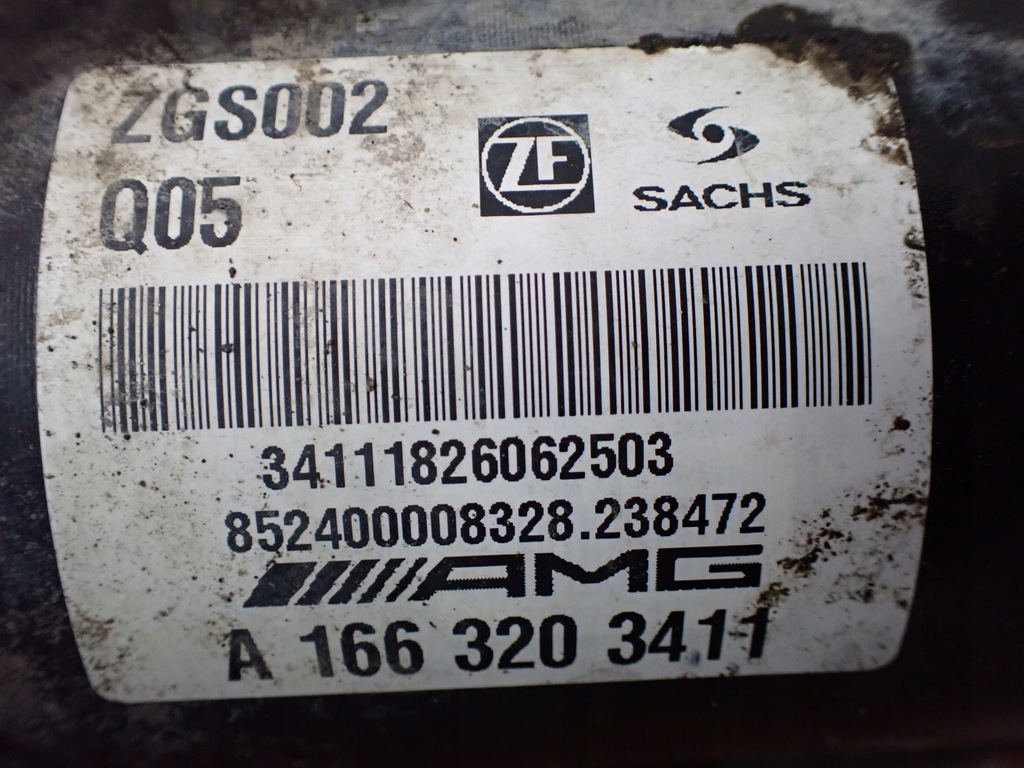 ZGS002
Q05
ZF
SACHS
34111826062503
852400008328.238472
AMG
A 166 320 3411